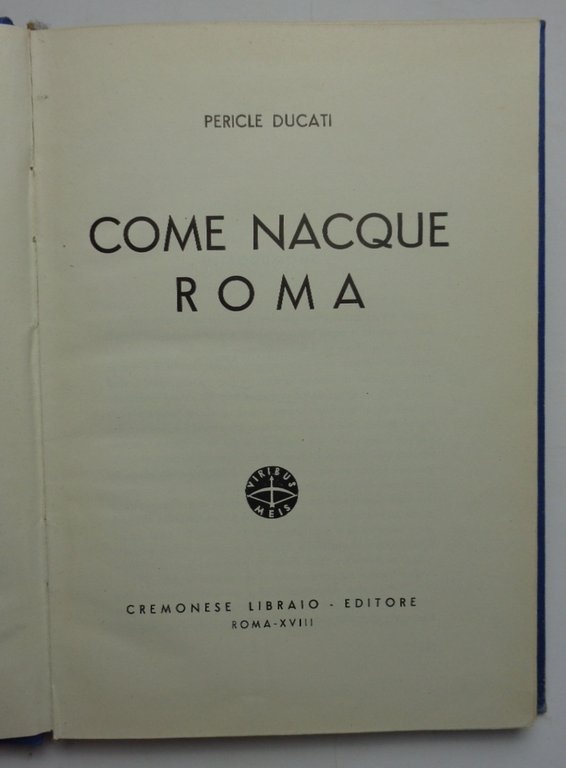 PERICLE DUCATI
COME NACQUE
ROMA
VIRIBUS
MEIS
CREMONESE LIBRAIO - EDITORE
ROMA-XVIII